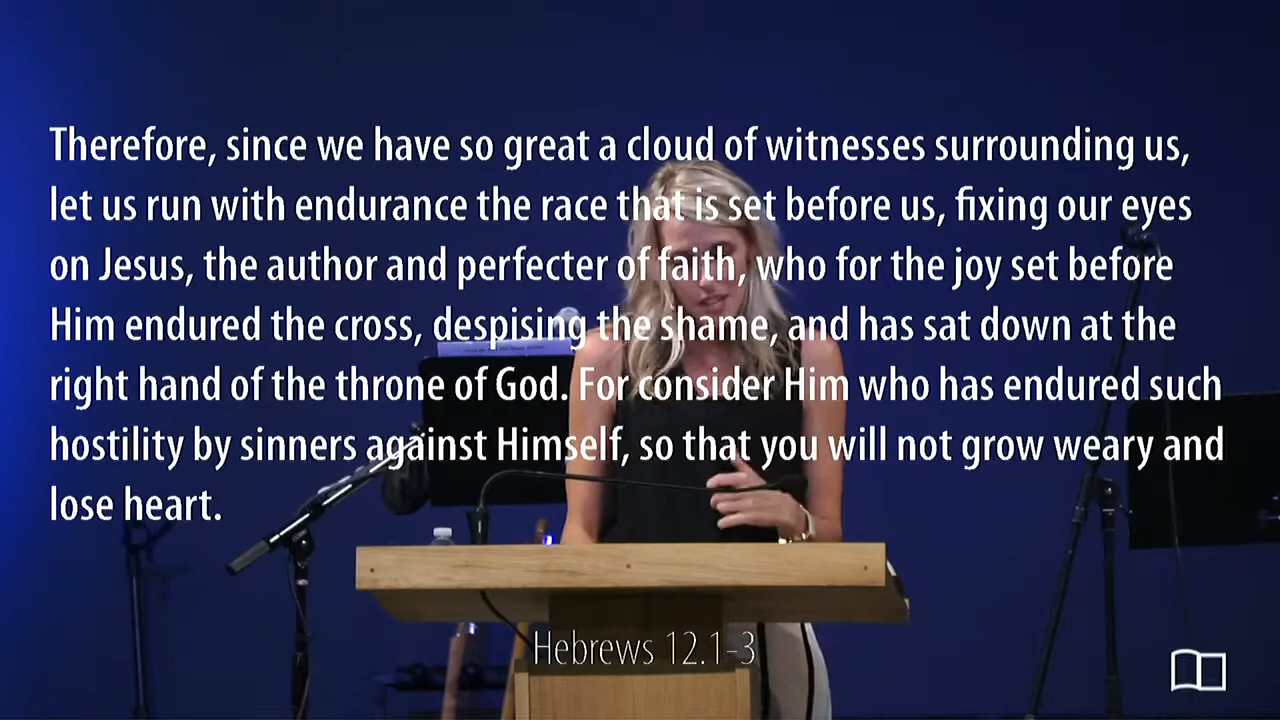 Therefore, since we have so great a cloud of witnesses surrounding us,
let us run with endurance the race that is set before us, fixing our eyes
on Jesus, the author and perfecter of faith, who for the joy set before
Him endured the cross, despising the shame, and has sat down at the
right hand of the throne of God. For consider Him who has endured such
hostility by sinners against Himself, so that you will not grow weary and
lose heart.
Hebrews 12.1-3